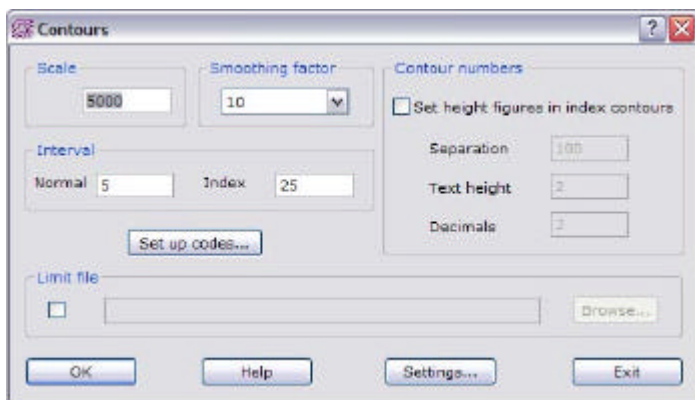 Contours
Scale
5000
Smoothing factor
10
Contour numbers
Set height figures in index contours
Separation
100
Text height
2
Decimals
2
Interval
Normal 5 Index 25
Set up codes...
Limit file
Browse...
OK Help Settings... Exit